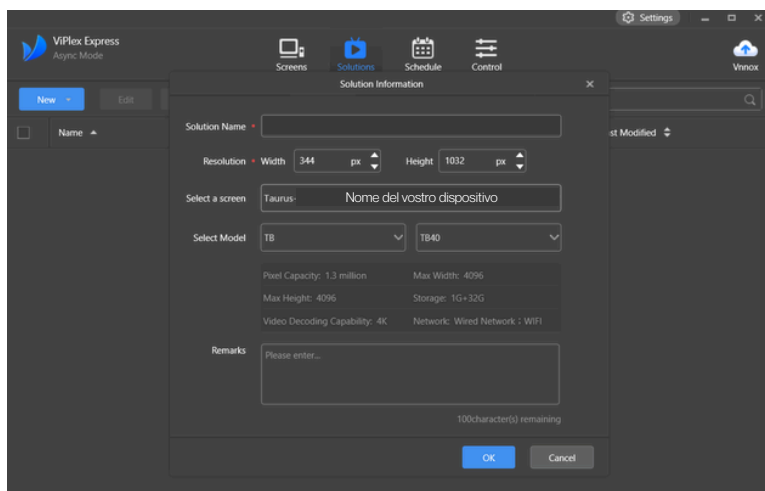 Settings
ViPlex Express
Async Mode
Screens
Solutions
Schedule
Control
Vnnox
Solution Information
New
Edit
Name
st Modified
Solution Name *
Resolution * Width 344 px Height 1032 px
Select a screen Taurus- Nome del vostro dispositivo
Select Model TB TB40
Pixel Capacity: 1.3 million Max Width: 4096
Max Height: 4096 Storage: 1G+32G
Video Decoding Capability: 4K Network: Wired Network ; WIFI
Remarks Please enter...
100character(s) remaining
OK Cancel